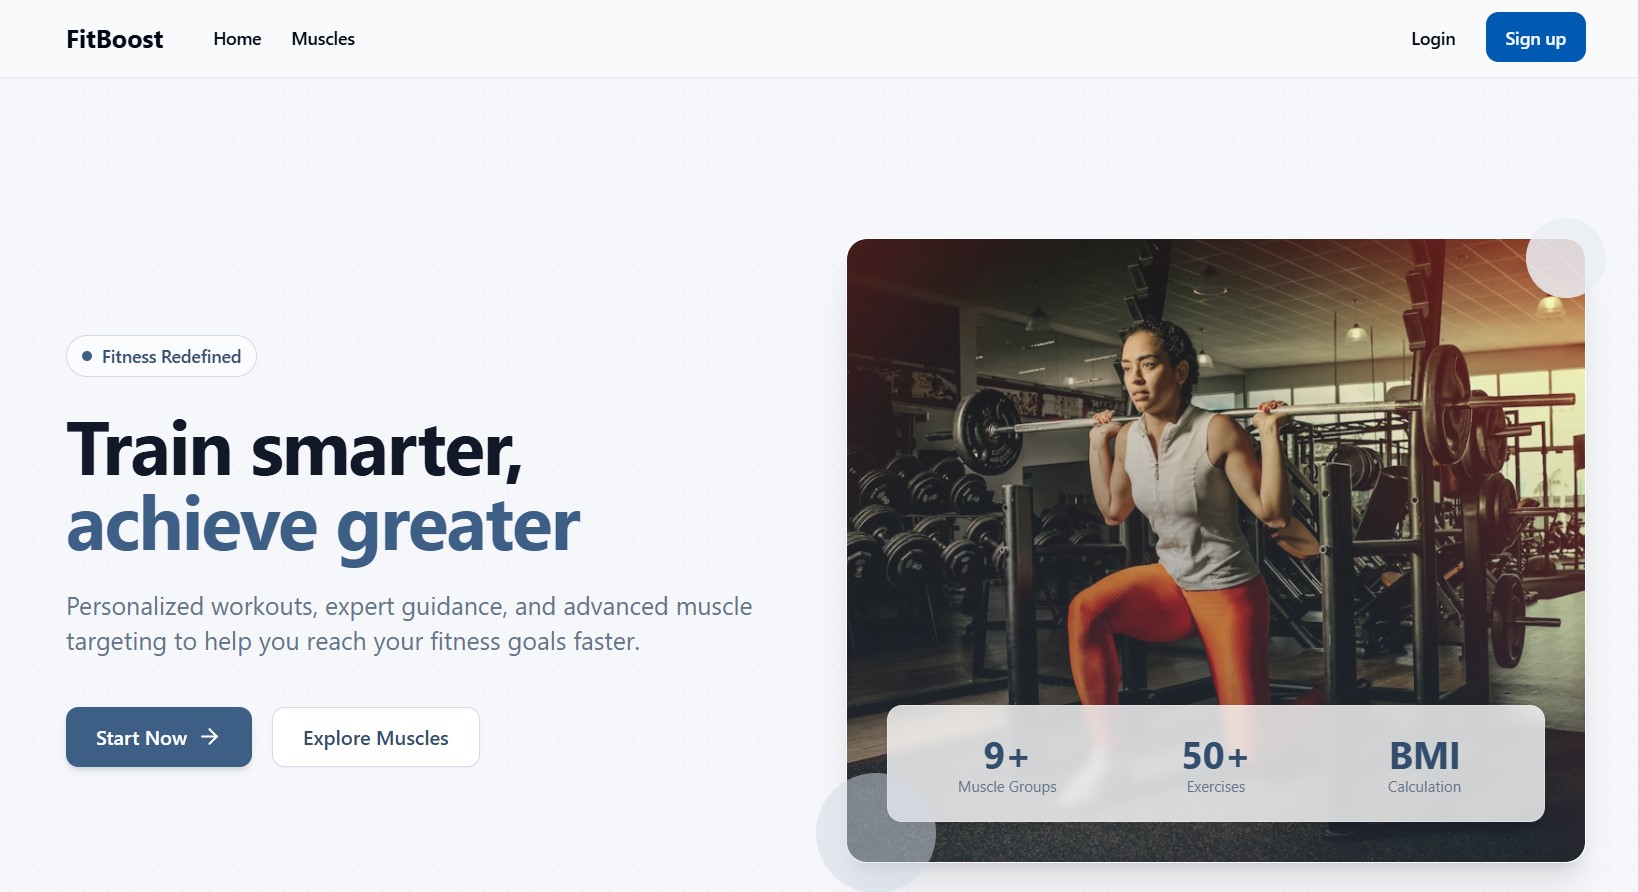 FitBoost
Home
Muscles
Login
Sign up
Fitness Redefined
Train smarter,
achieve greater
Personalized workouts, expert guidance, and advanced muscle
targeting to help you reach your fitness goals faster.
Start Now →
Explore Muscles
9+
Muscle Groups
50+
Exercises
BMI
Calculation